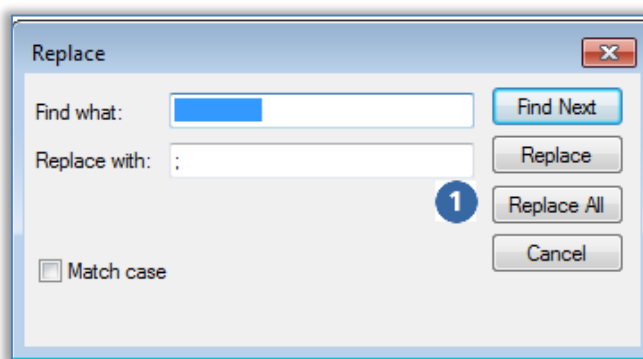 Replace
Find what:
Find Next
Replace with: ;
Replace
1
Replace All
Cancel
Match case